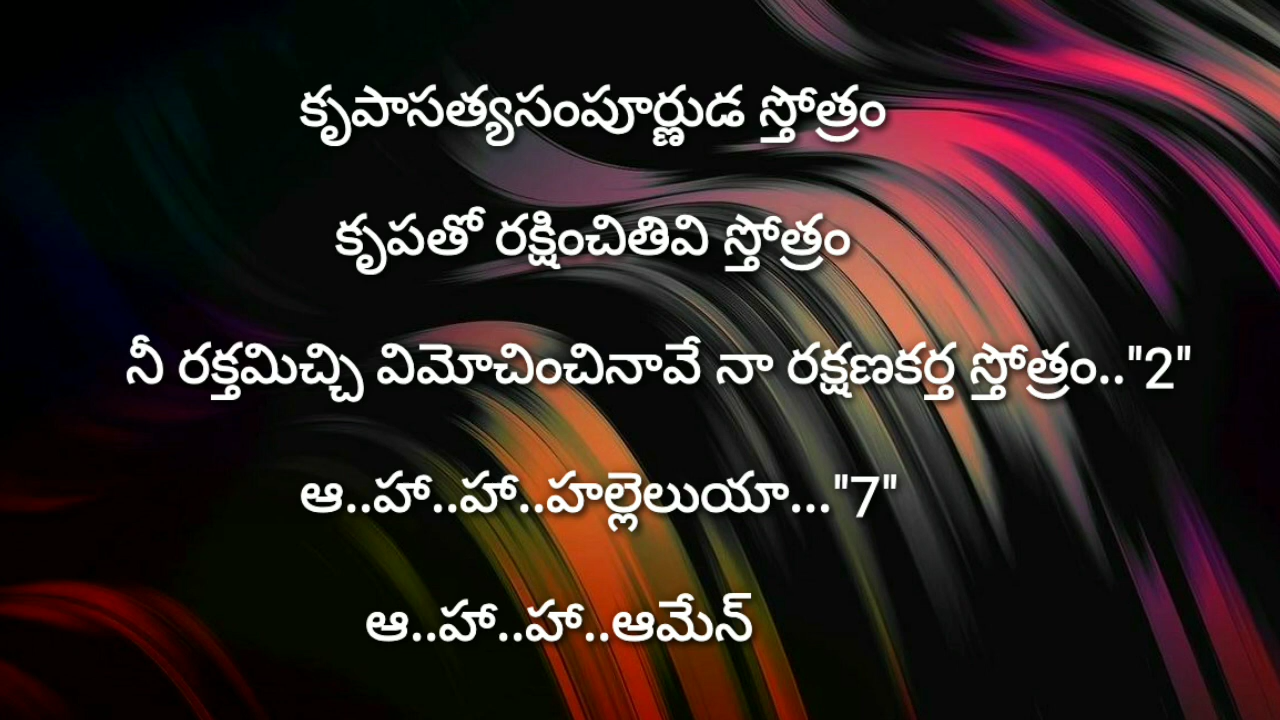 కృపాసత్యసంపూర్ణుడ స్తోత్రం
కృపతో రక్షించితివి స్తోత్రం
నీ రక్తమిచ్చి విమోచించినావే నా రక్షణకర్త స్తోత్రం.."2"
ఆ..హా..హా..హల్లెలుయా..."7"
ఆ..హా..హా..ఆమేన్